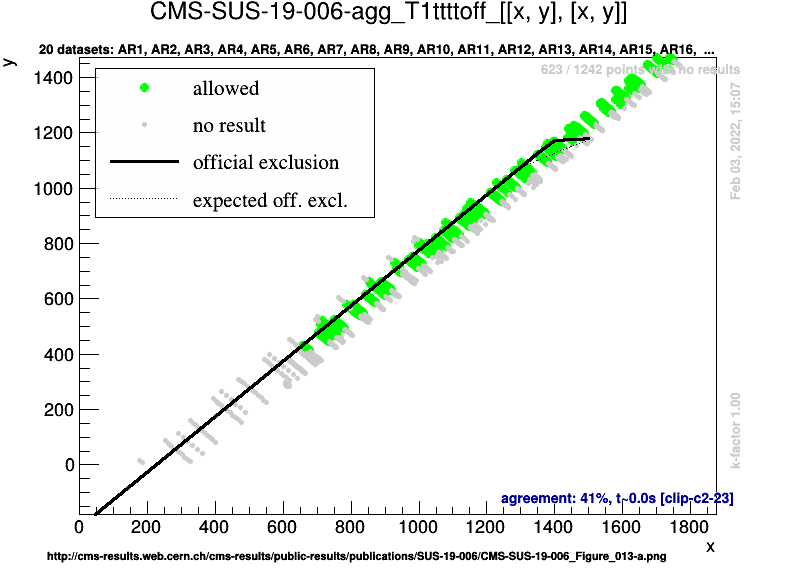 CMS-SUS-19-006-agg_T1ttttoff_[[x, y], [x, y]]
20 datasets: AR1, AR2, AR3, AR4, AR5, AR6, AR7, AR8, AR9, AR10, AR11, AR12, AR13, AR14, AR15, AR16, ...
y
623 / 1242 points with no results
allowed
no result
official exclusion
expected off. excl.
1400
1200
1000
800
600
400
200
0
Feb 03, 2022, 15:07
k-factor 1.00
agreement: 41%, t~0.0s [clip-c2-23]
0 200 400 600 800 1000 1200 1400 1600 1800
x
http://cms-results.web.cern.ch/cms-results/public-results/publications/SUS-19-006/CMS-SUS-19-006_Figure_013-a.png